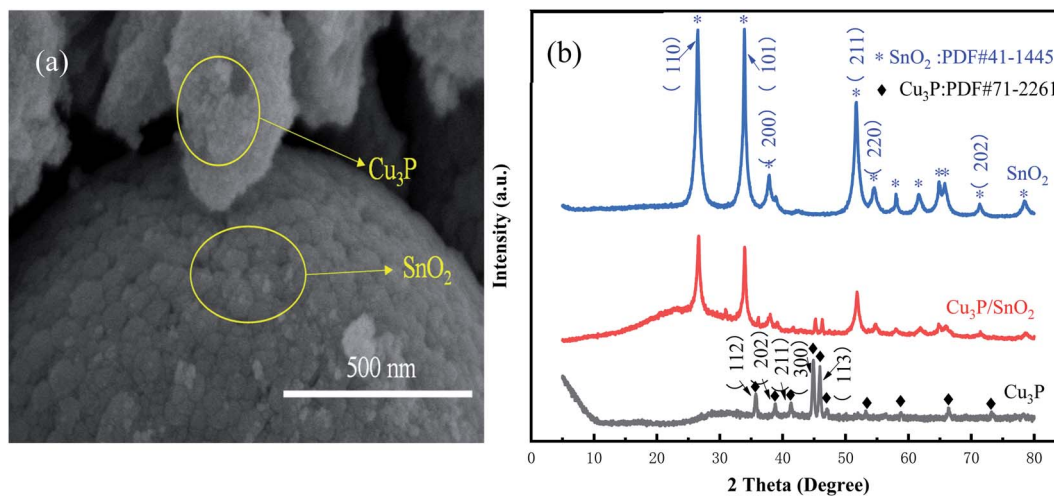 (a)
Cu₃P
SnO₂
500 nm
(b)
Intensity (a.u.)
2 Theta (Degree)
0 10 20 30 40 50 60 70 80
* SnO₂ :PDF#41-1445
◆ Cu₃P:PDF#71-2261
(110)
(101)
(200)
(211)
(220)
(202)
SnO₂
Cu₃P/SnO₂
(112)
(202)
(211)
(300)
(113)
Cu₃P